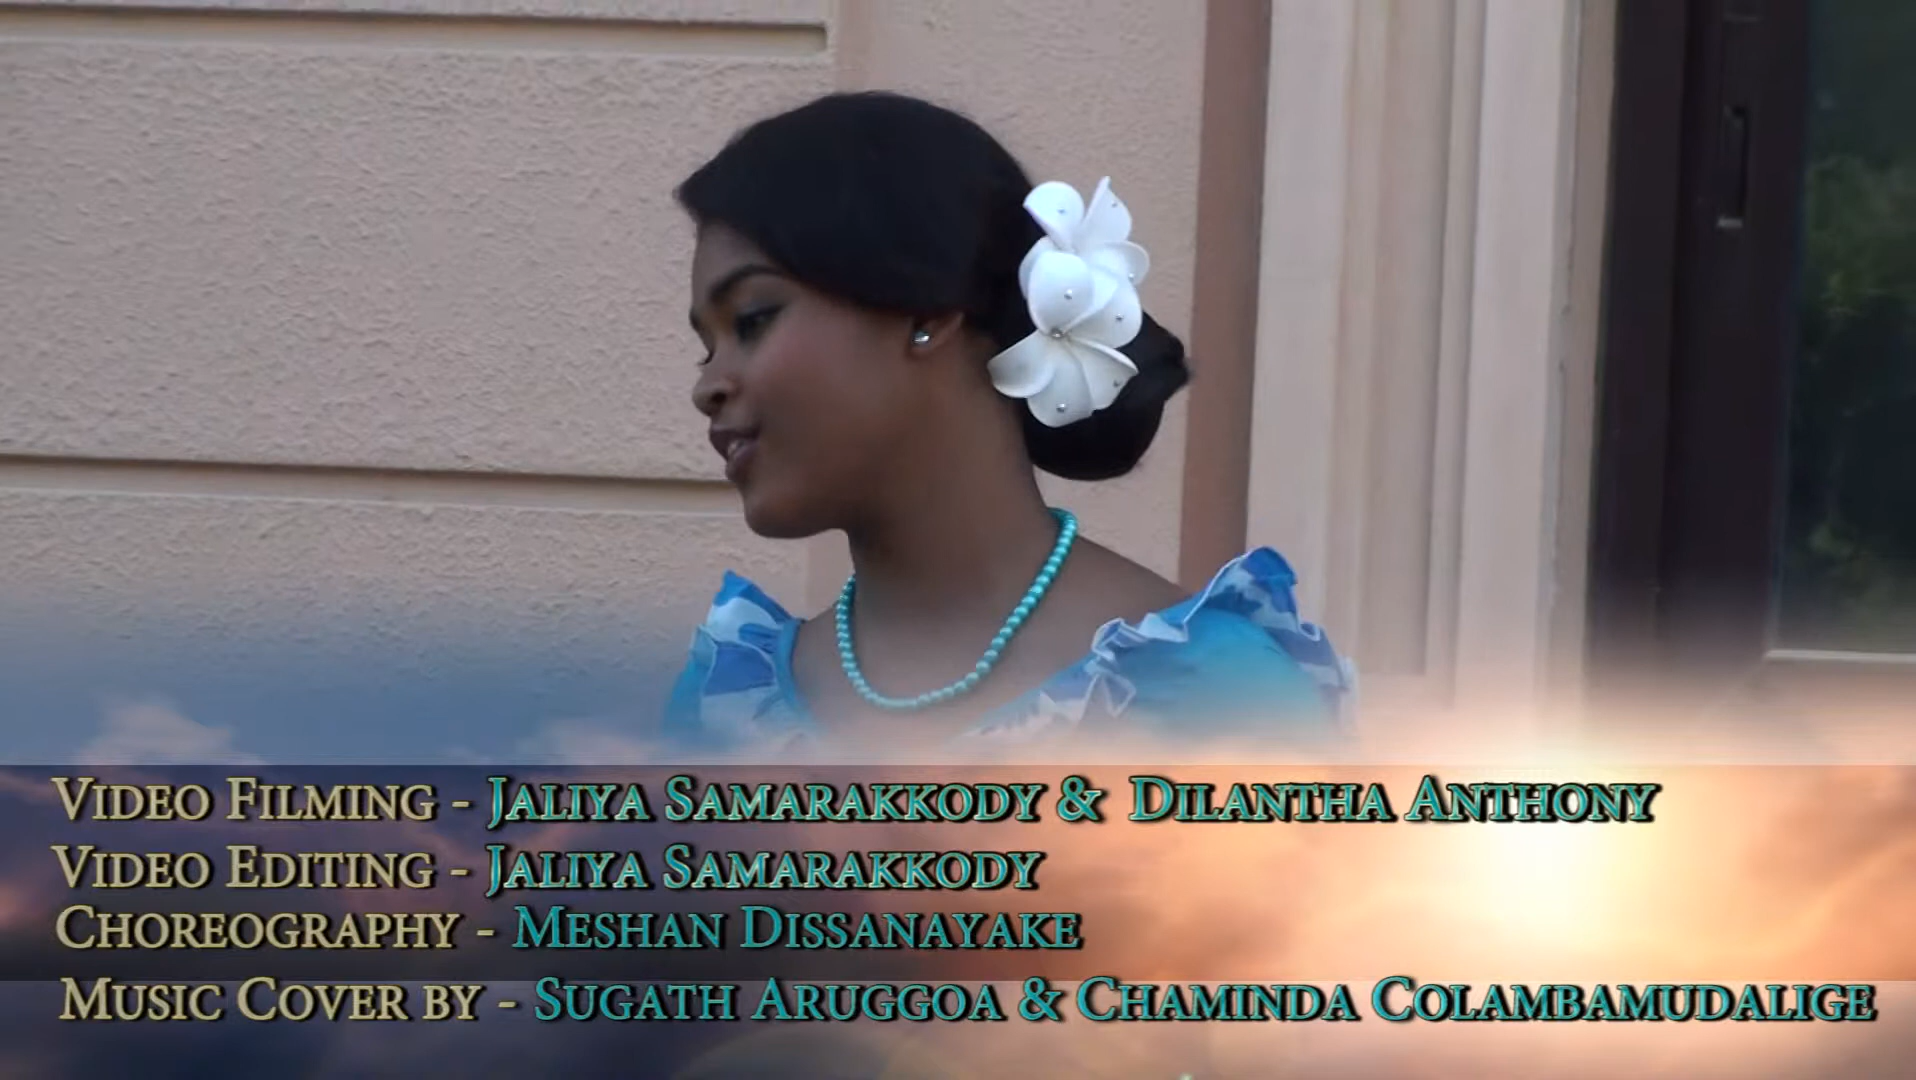 VIDEO FILMING - JALIYA SAMARAKKODY & DILANTHA ANTHONY
VIDEO EDITING - JALIYA SAMARAKKODY
CHOREOGRAPHY - MESHAN DISSANAYAKE
MUSIC COVER BY - SUGATH ARUGGOA & CHAMINDA COLAMBAMUDALIGE